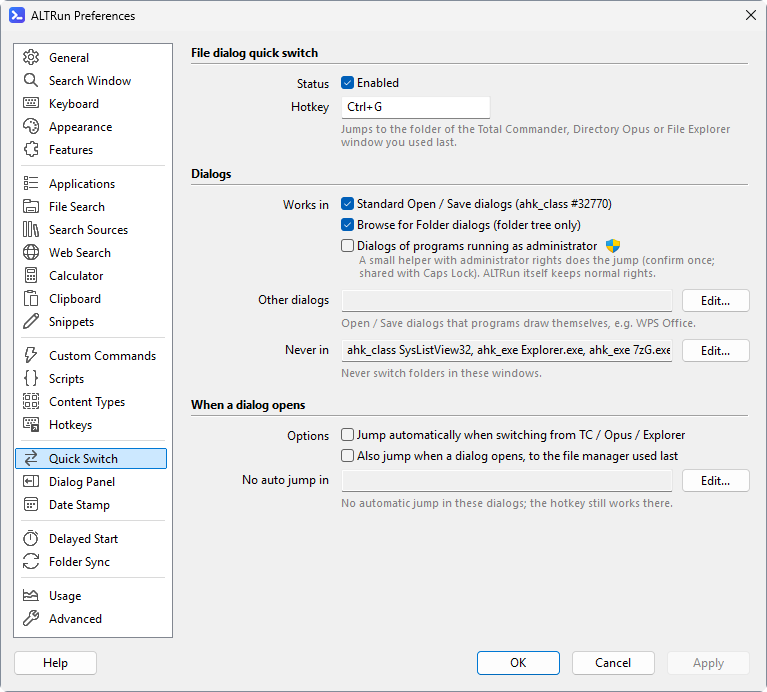 ALTRun Preferences
General
Search Window
Keyboard
Appearance
Features
Applications
File Search
Search Sources
Web Search
Calculator
Clipboard
Snippets
Custom Commands
Scripts
Content Types
Hotkeys
Quick Switch
Dialog Panel
Date Stamp
Delayed Start
Folder Sync
Usage
Advanced
File dialog quick switch
Status Enabled
Hotkey Ctrl+G
Jumps to the folder of the Total Commander, Directory Opus or File Explorer
window you used last.
Dialogs
Works in Standard Open / Save dialogs (ahk_class #32770)
Browse for Folder dialogs (folder tree only)
Dialogs of programs running as administrator
A small helper with administrator rights does the jump (confirm once;
shared with Caps Lock). ALTRun itself keeps normal rights.
Other dialogs Edit...
Open / Save dialogs that programs draw themselves, e.g. WPS Office.
Never in ahk_class SysListView32, ahk_exe Explorer.exe, ahk_exe 7zG.exe Edit...
Never switch folders in these windows.
When a dialog opens
Options Jump automatically when switching from TC / Opus / Explorer
Also jump when a dialog opens, to the file manager used last
No auto jump in Edit...
No automatic jump in these dialogs; the hotkey still works there.
Help OK Cancel Apply